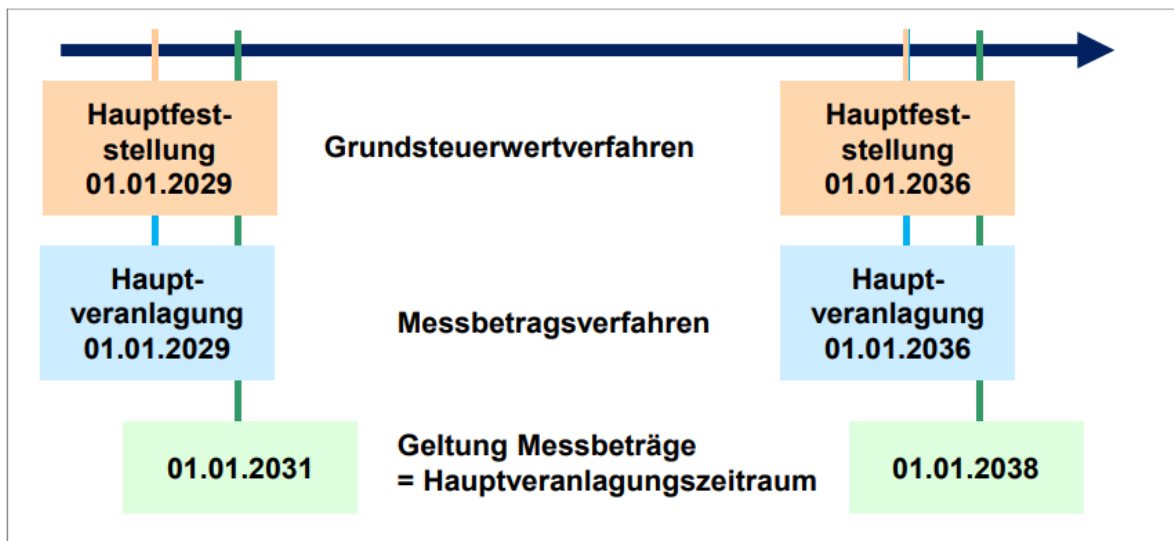 Hauptfest-
stellung
01.01.2029
Grundsteuerwertverfahren
Hauptfest-
stellung
01.01.2036
Haupt-
veranlagung
01.01.2029
Messbetragsverfahren
Haupt-
veranlagung
01.01.2036
01.01.2031
Geltung Messbeträge
= Hauptveranlagungszeitraum
01.01.2038